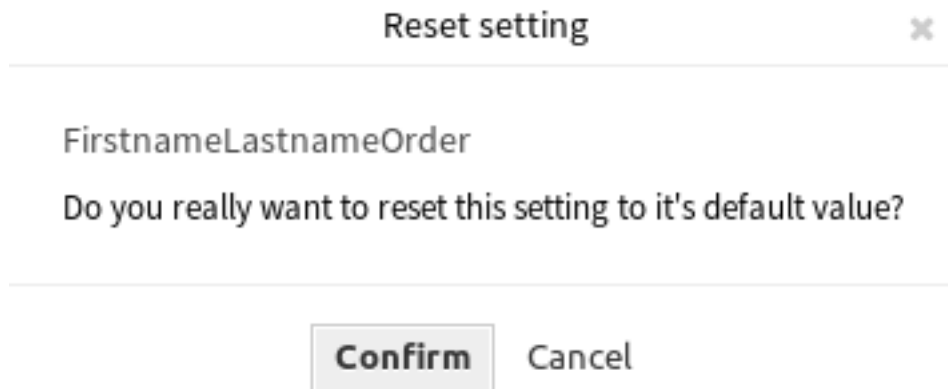 Reset setting
FirstnameLastnameOrder
Do you really want to reset this setting to it's default value?
Confirm Cancel